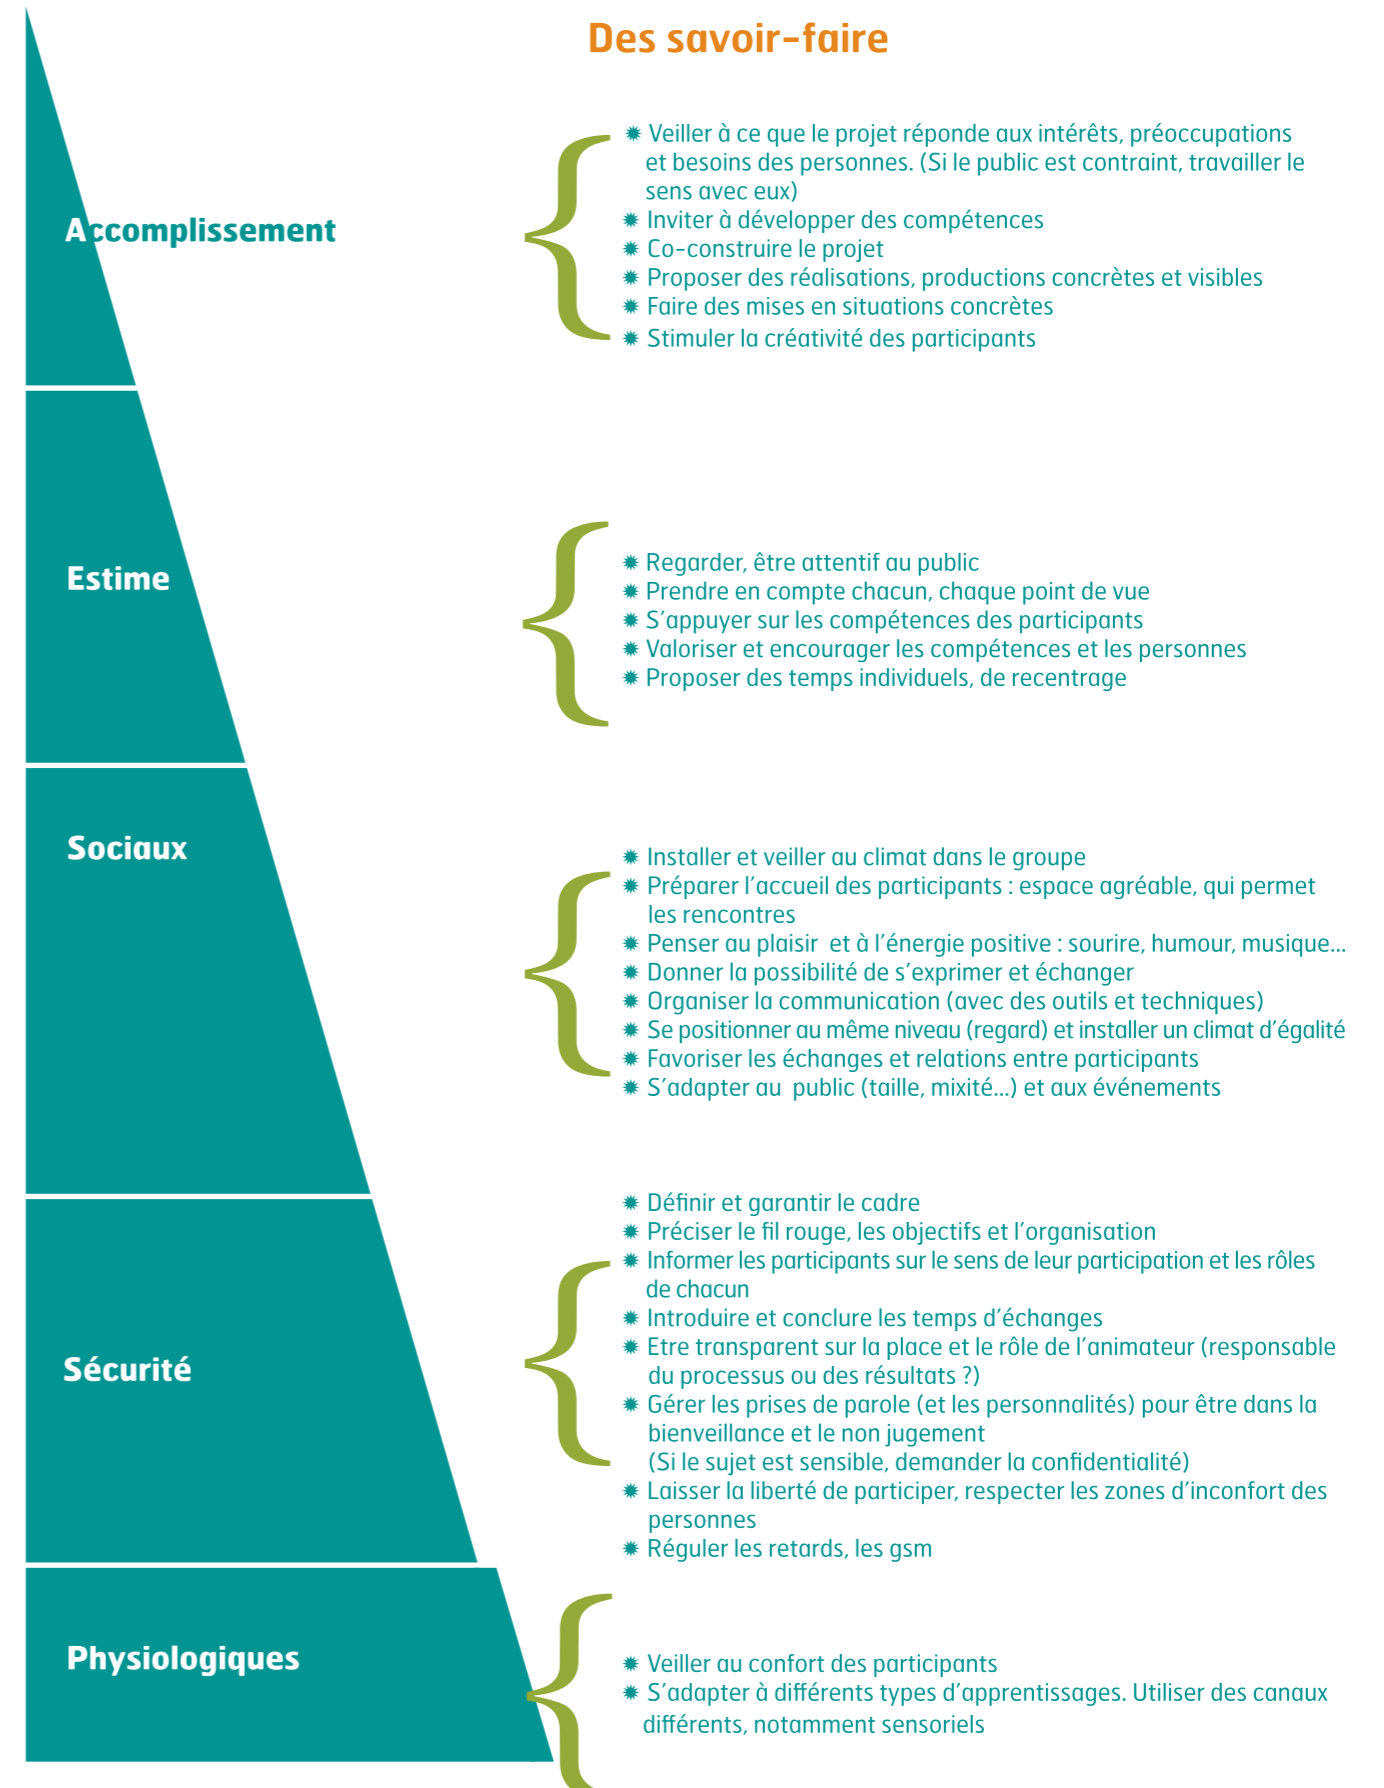 Des savoir-faire
Accomplissement
✹ Veiller à ce que le projet réponde aux intérêts, préoccupations
et besoins des personnes. (Si le public est contraint, travailler le
sens avec eux)
✹ Inviter à développer des compétences
✹ Co-construire le projet
✹ Proposer des réalisations, productions concrètes et visibles
✹ Faire des mises en situations concrètes
✹ Stimuler la créativité des participants
Estime
✹ Regarder, être attentif au public
✹ Prendre en compte chacun, chaque point de vue
✹ S'appuyer sur les compétences des participants
✹ Valoriser et encourager les compétences et les personnes
✹ Proposer des temps individuels, de recentrage
Sociaux
✹ Installer et veiller au climat dans le groupe
✹ Préparer l'accueil des participants : espace agréable, qui permet
les rencontres
✹ Penser au plaisir  et à l'énergie positive : sourire, humour, musique...
✹ Donner la possibilité de s'exprimer et échanger
✹ Organiser la communication (avec des outils et techniques)
✹ Se positionner au même niveau (regard) et installer un climat d'égalité
✹ Favoriser les échanges et relations entre participants
✹ S'adapter au  public (taille, mixité...) et aux événements
Sécurité
✹ Définir et garantir le cadre
✹ Préciser le fil rouge, les objectifs et l'organisation
✹ Informer les participants sur le sens de leur participation et les rôles
de chacun
✹ Introduire et conclure les temps d'échanges
✹ Etre transparent sur la place et le rôle de l'animateur (responsable
du processus ou des résultats ?)
✹ Gérer les prises de parole (et les personnalités) pour être dans la
bienveillance et le non jugement
(Si le sujet est sensible, demander la confidentialité)
✹ Laisser la liberté de participer, respecter les zones d'inconfort des
personnes
✹ Réguler les retards, les gsm
Physiologiques
✹ Veiller au confort des participants
✹ S'adapter à différents types d'apprentissages. Utiliser des canaux
différents, notamment sensoriels